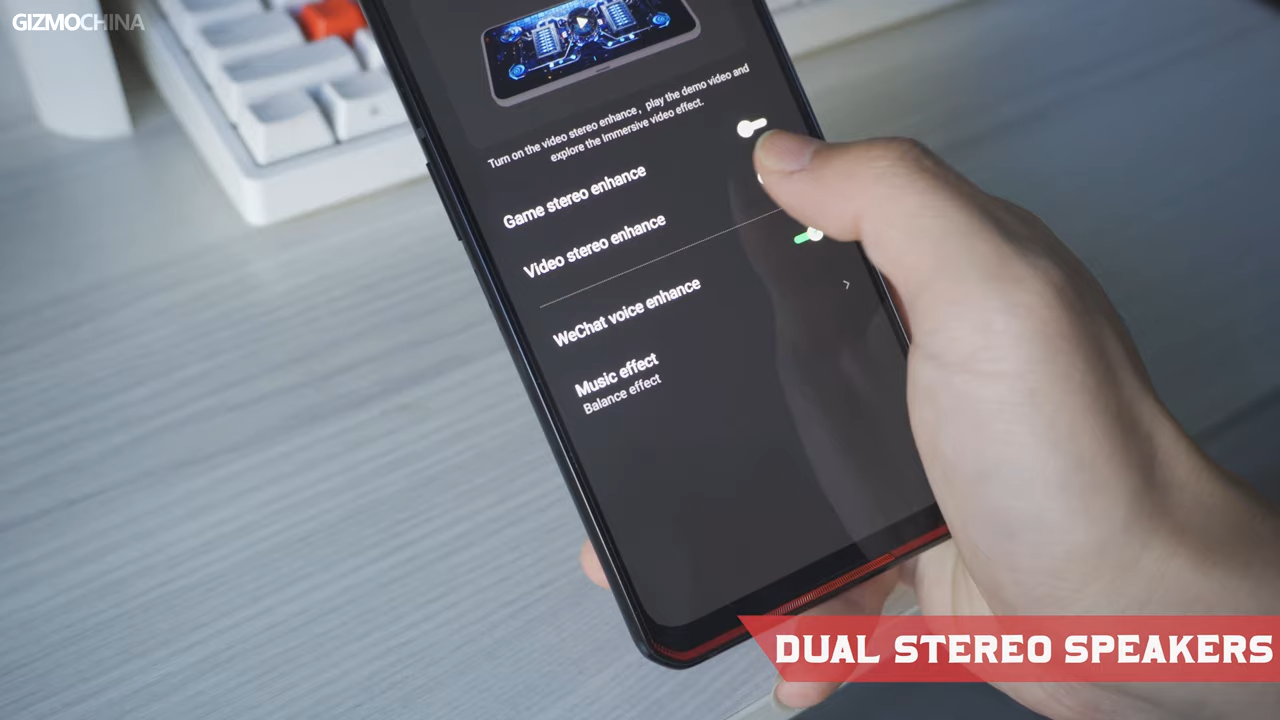 GIZMOCHINA
Turn on the video stereo enhance, play the demo video and
explore the Immersive video effect.
Game stereo enhance
Video stereo enhance
WeChat voice enhance
Music effect
Balance effect
DUAL STEREO SPEAKERS